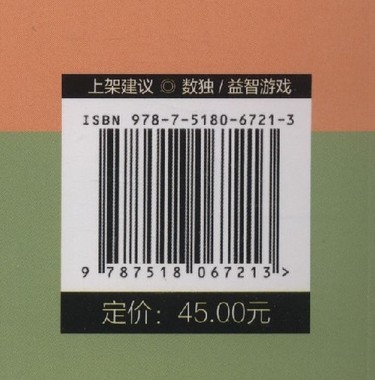 上架建议 ◎ 数独 / 益智游戏
ISBN 978-7-5180-6721-3
9 787518 067213 >
定价：45.00元